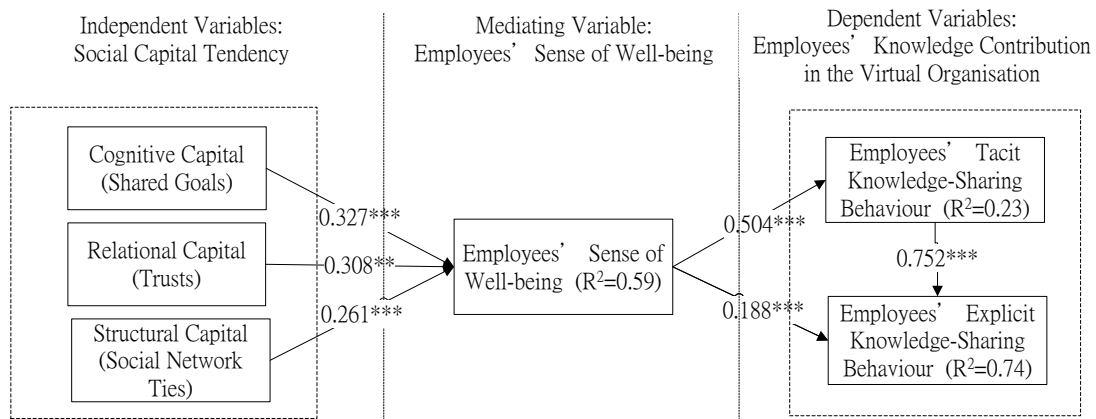 Independent Variables:
Social Capital Tendency
Mediating Variable:
Employees’ Sense of Well-being
Dependent Variables:
Employees’ Knowledge Contribution
in the Virtual Organisation
Cognitive Capital
(Shared Goals)
Relational Capital
(Trusts)
Structural Capital
(Social Network
Ties)
0.327***
0.308**
0.261***
Employees’ Sense of
Well-being (R²=0.59)
0.504***
0.188***
Employees’ Tacit
Knowledge-Sharing
Behaviour (R²=0.23)
0.752***
Employees’ Explicit
Knowledge-Sharing
Behaviour (R²=0.74)